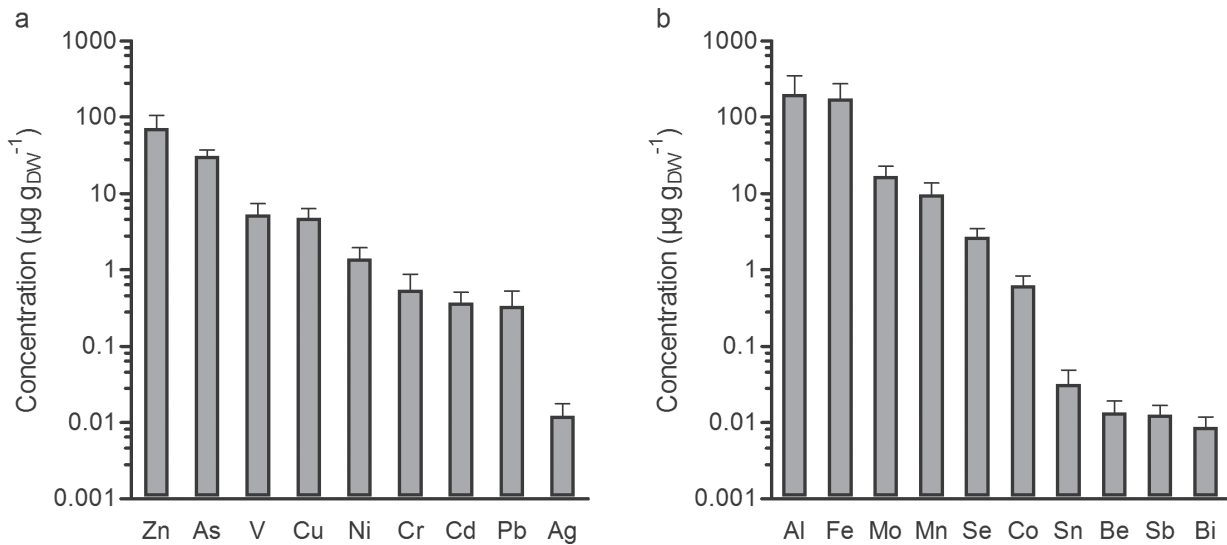 a
Concentration (µg gDW-1)
1000
100
10
1
0.1
0.01
0.001
Zn As V Cu Ni Cr Cd Pb Ag
b
Concentration (µg gDW-1)
1000
100
10
1
0.1
0.01
0.001
Al Fe Mo Mn Se Co Sn Be Sb Bi